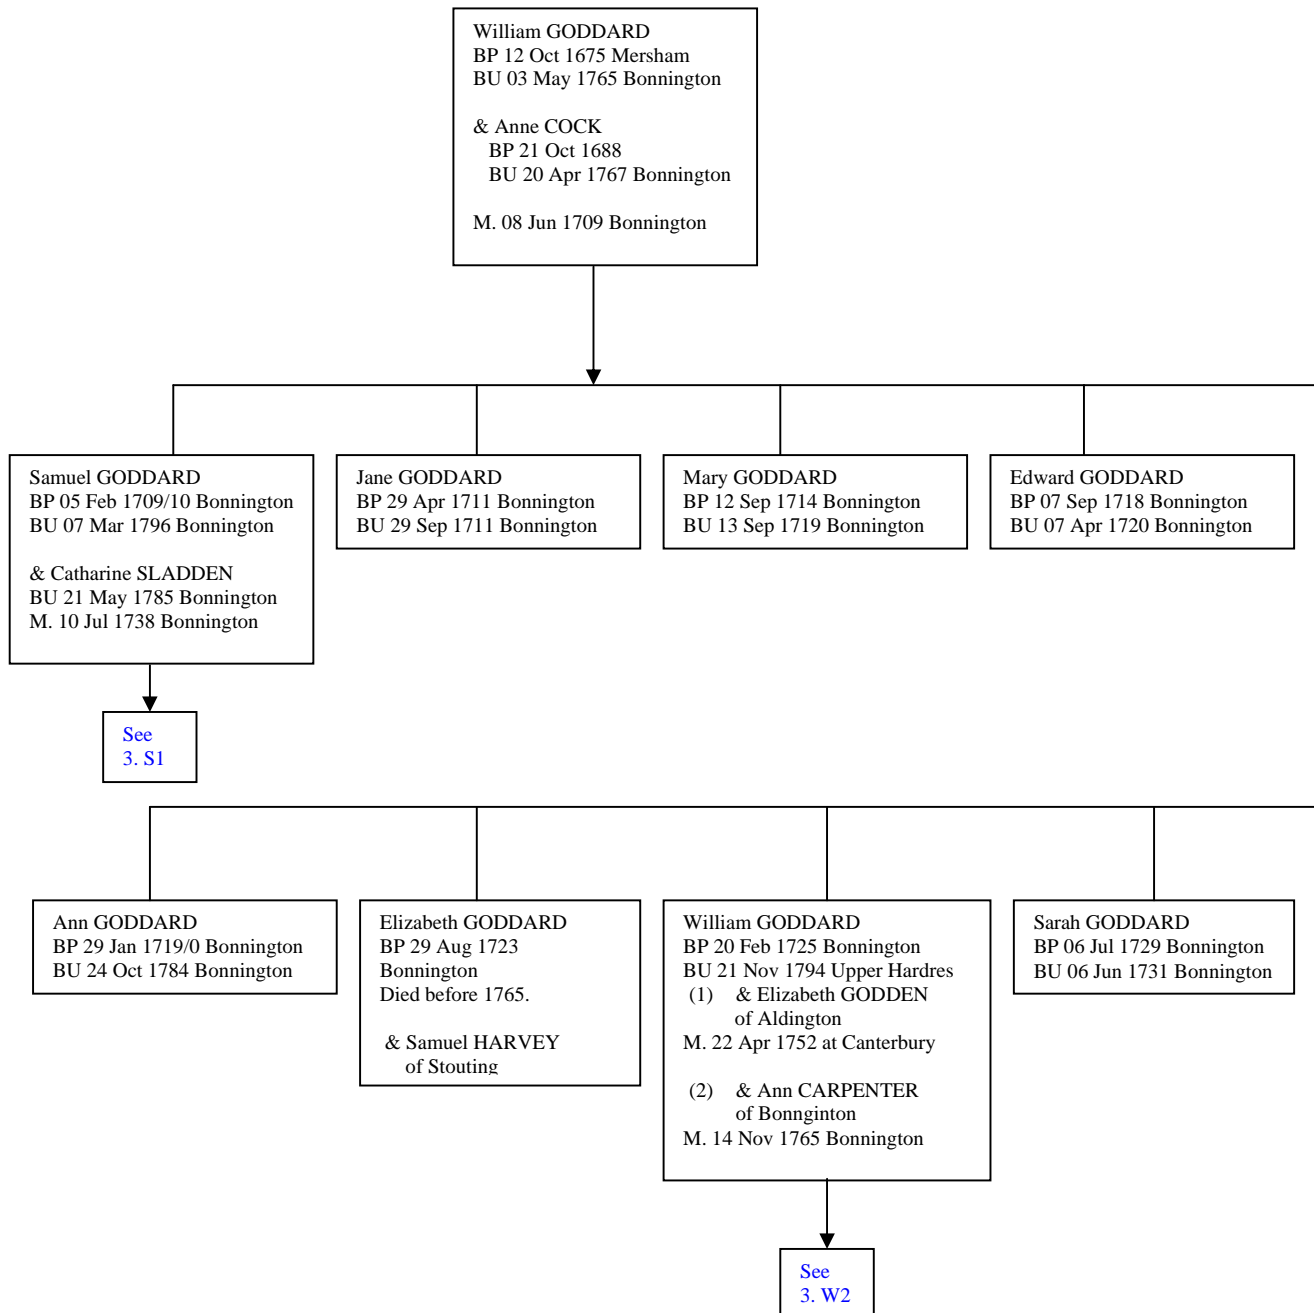 William GODDARD
BP 12 Oct 1675 Mersham
BU 03 May 1765 Bonnington
& Anne COCK
BP 21 Oct 1688
BU 20 Apr 1767 Bonnington
M. 08 Jun 1709 Bonnington
Samuel GODDARD
BP 05 Feb 1709/10 Bonnington
BU 07 Mar 1796 Bonnington
& Catharine SLADDEN
BU 21 May 1785 Bonnington
M. 10 Jul 1738 Bonnington
See
3. S1
Jane GODDARD
BP 29 Apr 1711 Bonnington
BU 29 Sep 1711 Bonnington
Mary GODDARD
BP 12 Sep 1714 Bonnington
BU 13 Sep 1719 Bonnington
Edward GODDARD
BP 07 Sep 1718 Bonnington
BU 07 Apr 1720 Bonnington
Ann GODDARD
BP 29 Jan 1719/0 Bonnington
BU 24 Oct 1784 Bonnington
Elizabeth GODDARD
BP 29 Aug 1723
Bonnington
Died before 1765.
& Samuel HARVEY
of Stouting
William GODDARD
BP 20 Feb 1725 Bonnington
BU 21 Nov 1794 Upper Hardres
(1) & Elizabeth GODDEN
of Aldington
M. 22 Apr 1752 at Canterbury
(2) & Ann CARPENTER
of Bonnginton
M. 14 Nov 1765 Bonnington
See
3. W2
Sarah GODDARD
BP 06 Jul 1729 Bonnington
BU 06 Jun 1731 Bonnington